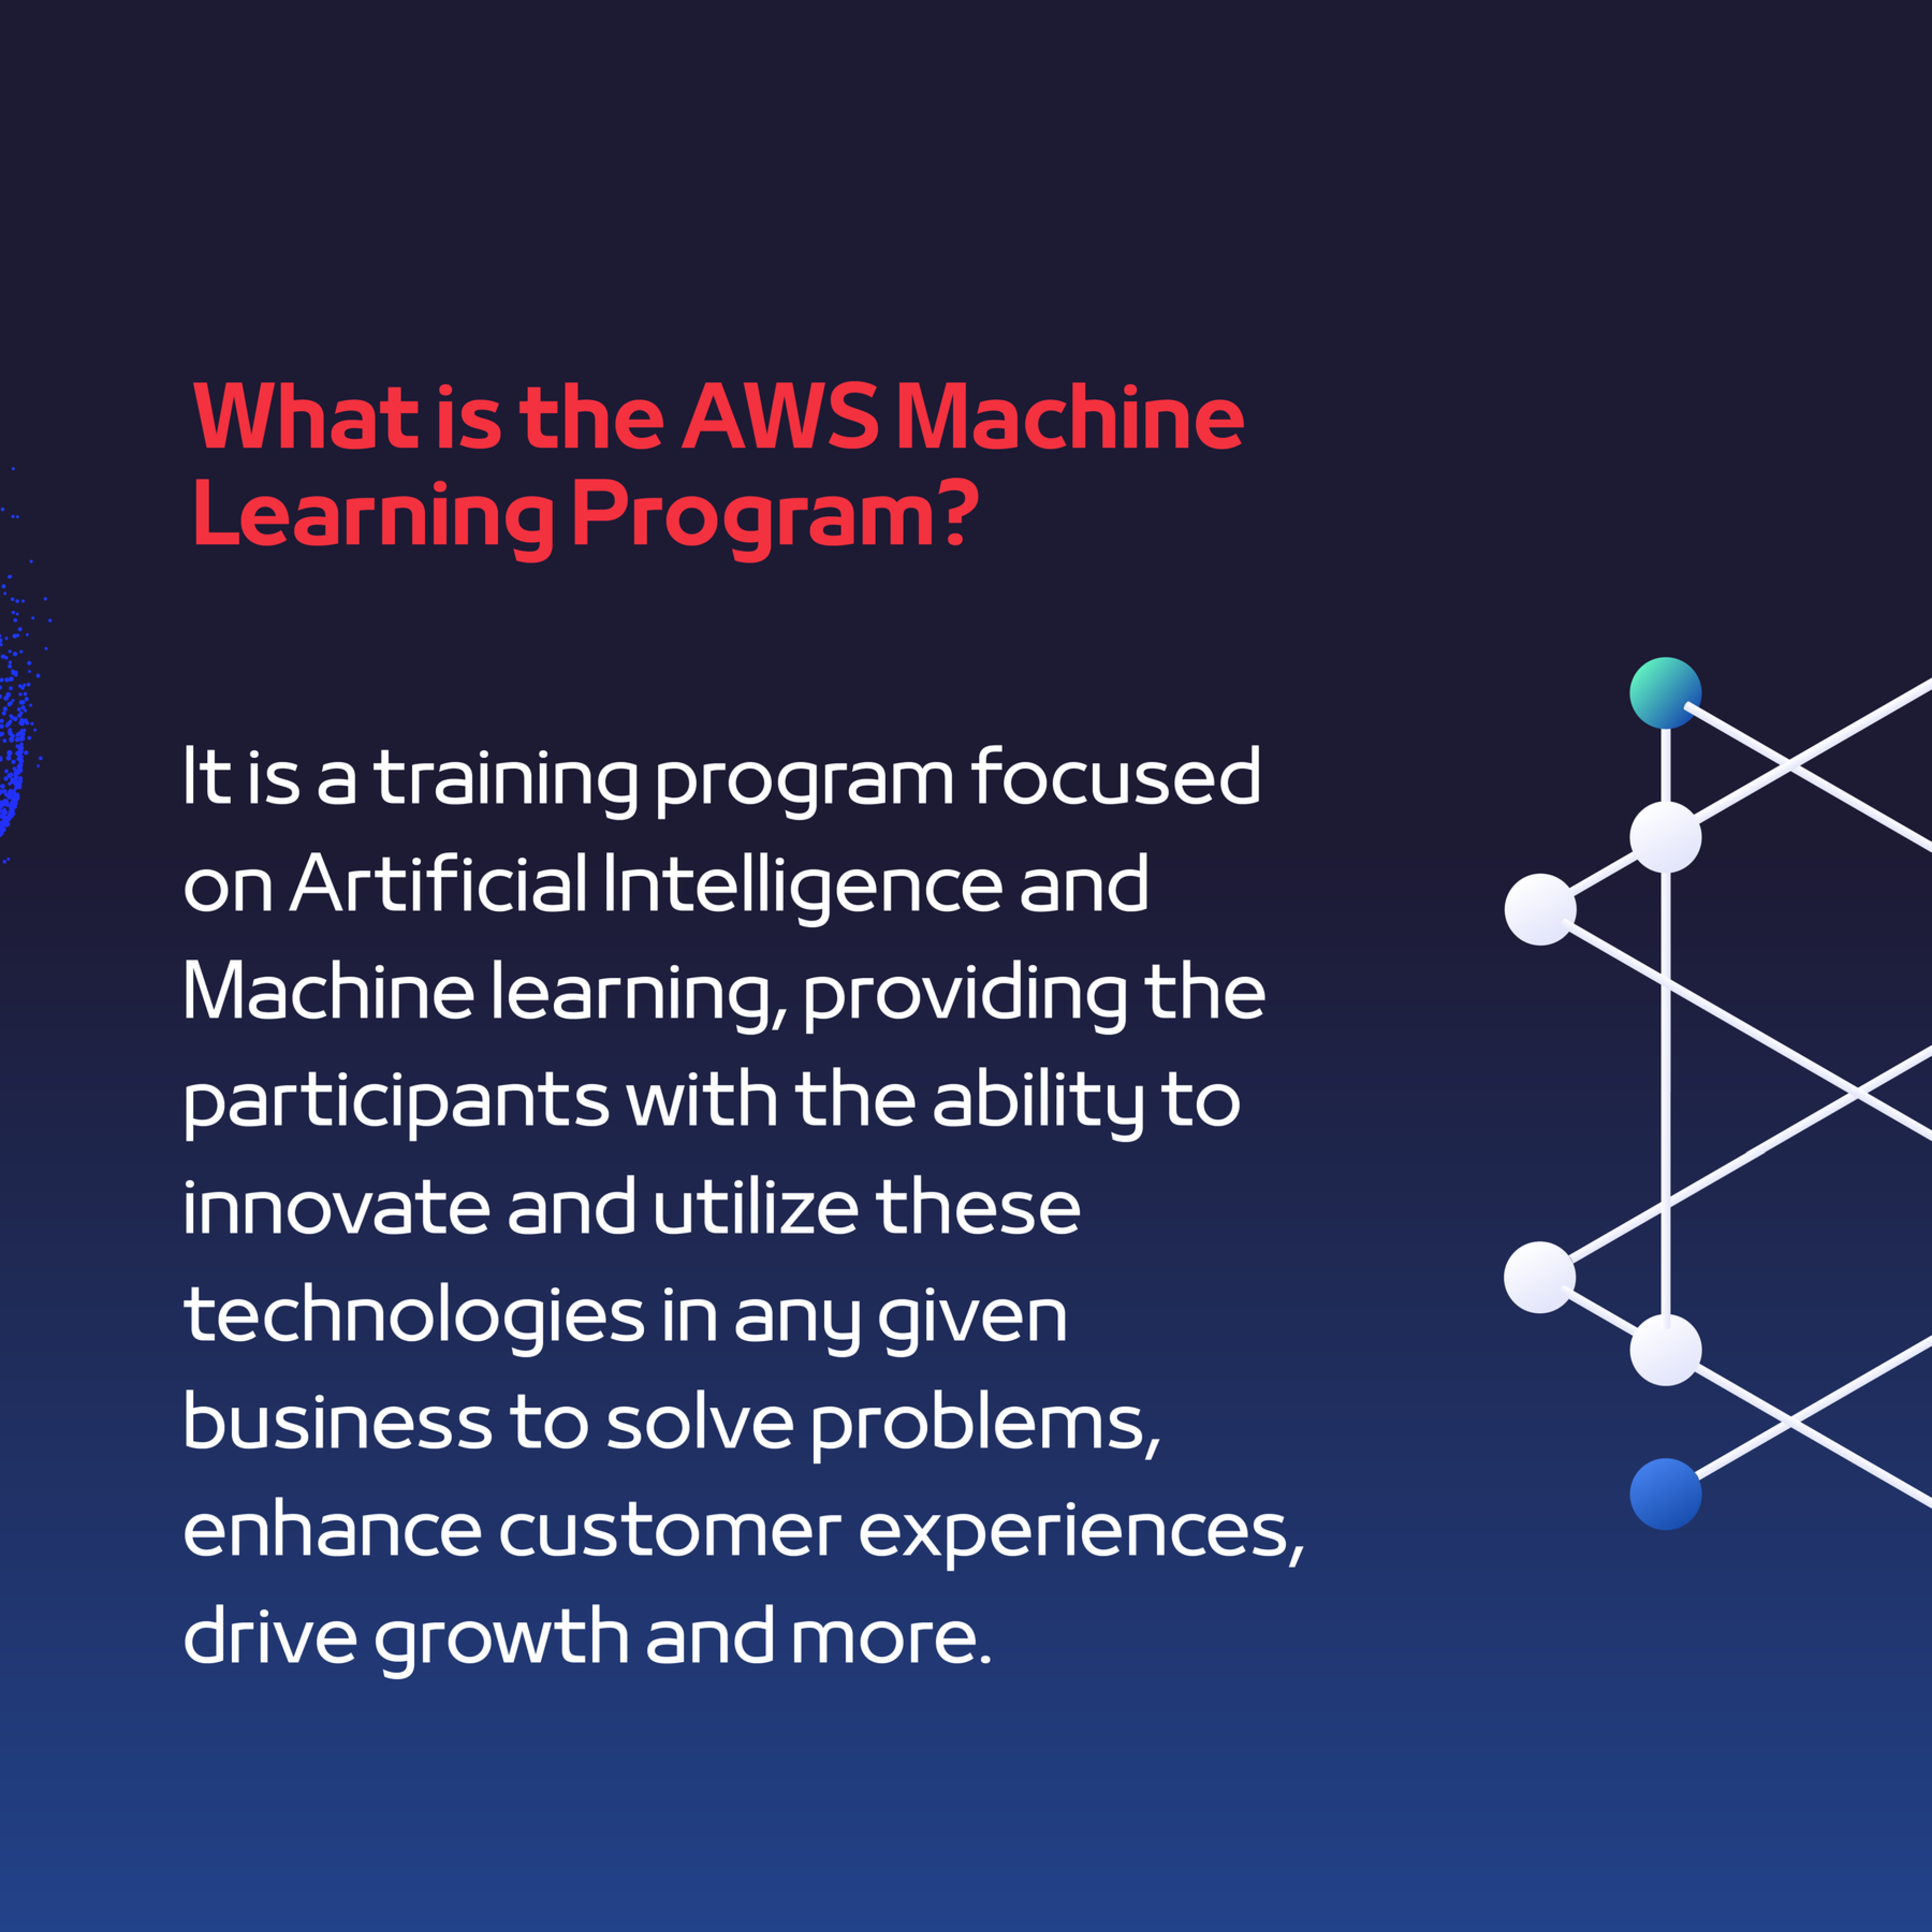 What is the AWS Machine
Learning Program?
It is a training program focused
on Artificial Intelligence and
Machine learning, providing the
participants with the ability to
innovate and utilize these
technologies in any given
business to solve problems,
enhance customer experiences,
drive growth and more.